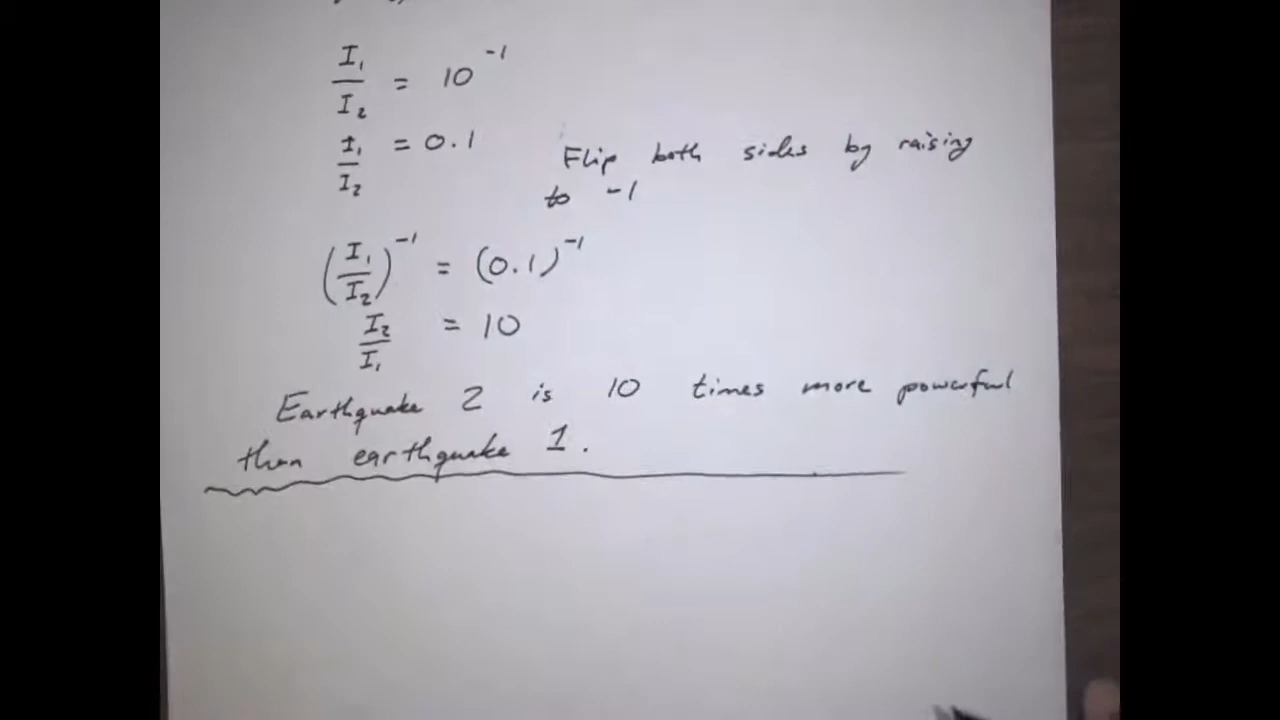 I₁/I₂ = 10⁻¹
I₁/I₂ = 0.1 Flip both sides by raising
to -1
(I₁/I₂)⁻¹ = (0.1)⁻¹
I₂/I₁ = 10
Earthquake 2 is 10 times more powerful
than earthquake 1.